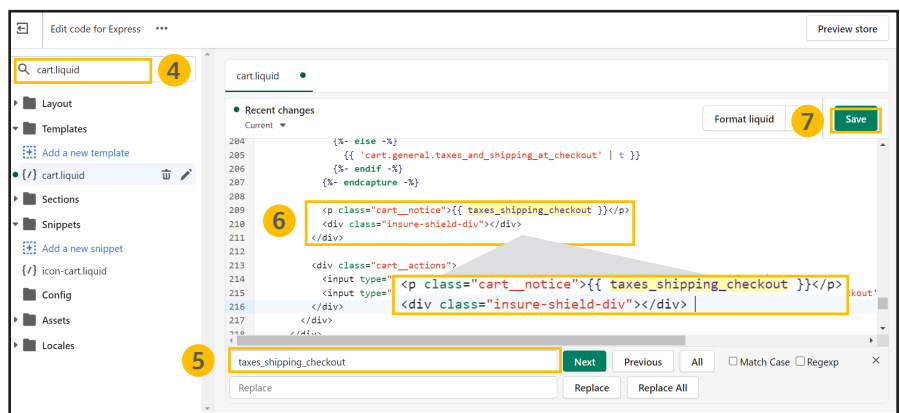 Edit code for Express •••
Preview store
cart.liquid
4
Layout
Templates
Add a new template
{/} cart.liquid
Sections
Snippets
Add a new snippet
{/} icon-cart.liquid
Config
Assets
Locales
cart.liquid
Recent changes
Current
Format liquid
7
Save
204 {%- else -%}
205 {{ 'cart.general.taxes_and_shipping_at_checkout' | t }}
206 {%- endif -%}
207 {%- endcapture -%}
208
6
209 <p class="cart__notice">{{ taxes_shipping_checkout }}</p>
210 <div class="insure-shield-div"></div>
211 </div>
212
213 <div class="cart__actions">
214 <input type="
215 <input type=" kout'
216 </div>
217 </div>
218 </div>
<p class="cart__notice">{{ taxes_shipping_checkout }}</p>
<div class="insure-shield-div"></div>
5
taxes_shipping_checkout
Next
Previous
All
Match Case
Regexp
Replace
Replace
Replace All